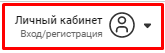 Личный кабинет
Вход/регистрация